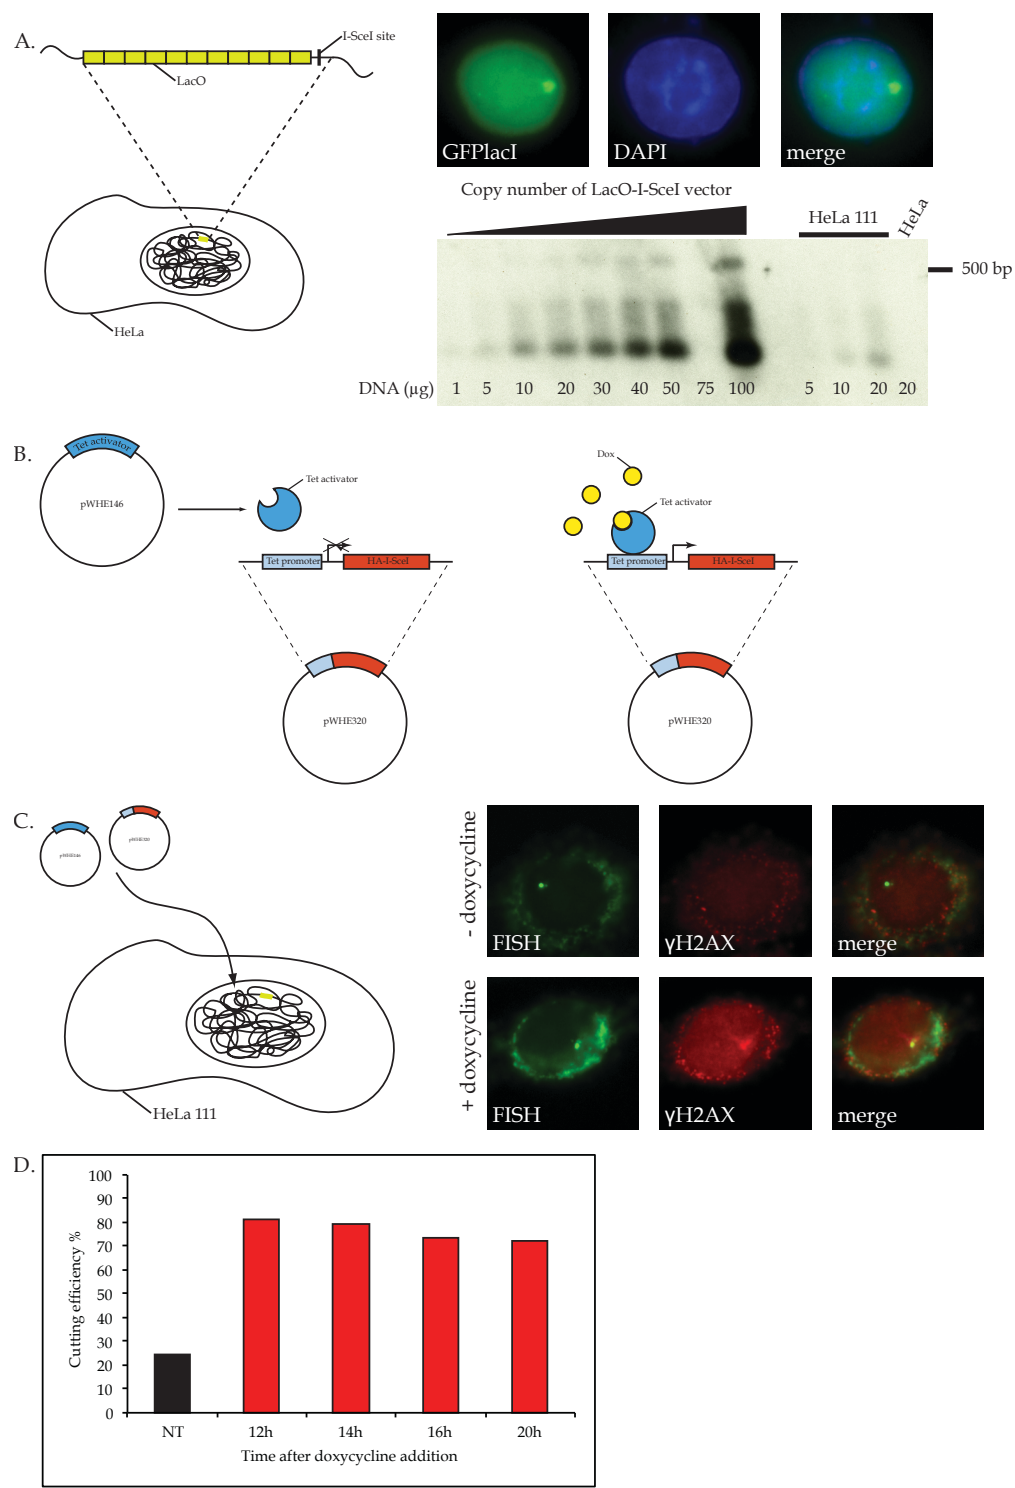 A.
I-SceI site
LacO
HeLa
GFPlacI
DAPI
merge
Copy number of LacO-I-SceI vector
HeLa 111
HeLa
500 bp
DNA (µg) 1 5 10 20 30 40 50 75 100 5 10 20 20
B.
Tet activator
pWHE146
Tet activator
Tet promoter
HA-I-SceI
pWHE320
Dox
Tet activator
Tet promoter
HA-I-SceI
pWHE320
C.
pWHE146
pWHE320
HeLa 111
- doxycycline
FISH
γH2AX
merge
+ doxycycline
FISH
γH2AX
merge
D.
Cutting efficiency %
100
90
80
70
60
50
40
30
20
10
0
NT 12h 14h 16h 20h
Time after doxycycline addition